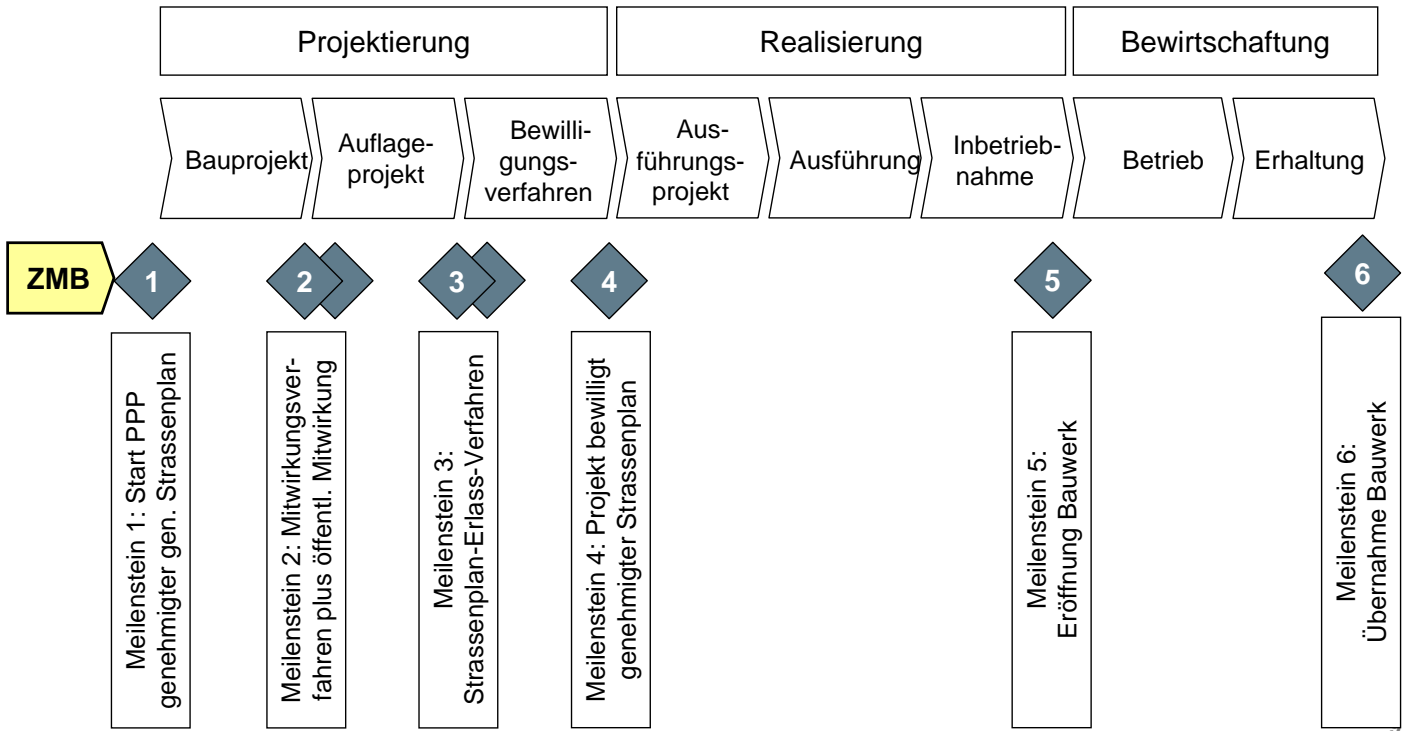 Projektierung
Realisierung
Bewirtschaftung
Bauprojekt
Auflage-
projekt
Bewilli-
gungs-
verfahren
Aus-
führungs-
projekt
Ausführung
Inbetrieb-
nahme
Betrieb
Erhaltung
ZMB
1
2
3
4
5
6
Meilenstein 1: Start PPP
genehmigter gen. Strassenplan
Meilenstein 2: Mitwirkungsver-
fahren plus öffentl. Mitwirkung
Meilenstein 3:
Strassenplan-Erlass-Verfahren
Meilenstein 4: Projekt bewilligt
genehmigter Strassenplan
Meilenstein 5:
Eröffnung Bauwerk
Meilenstein 6:
Übernahme Bauwerk